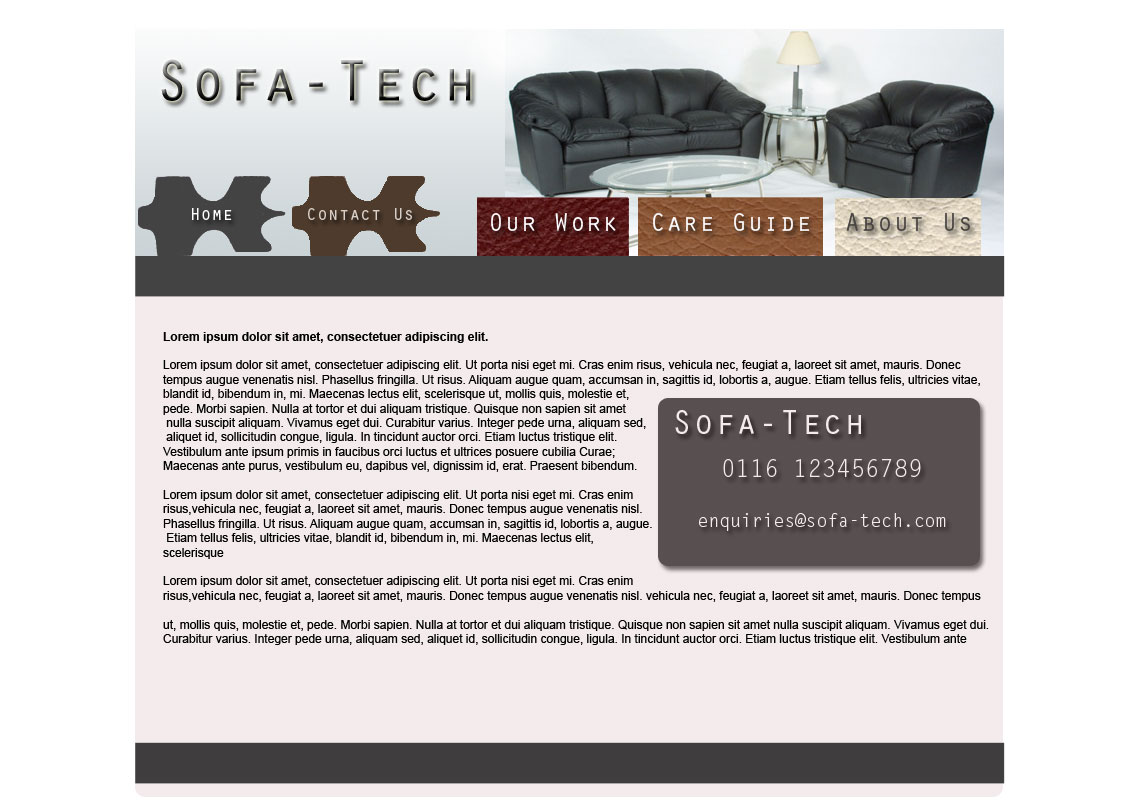 Sofa-Tech
Home
Contact Us
Our Work
Care Guide
About Us
Lorem ipsum dolor sit amet, consectetuer adipiscing elit.
Lorem ipsum dolor sit amet, consectetuer adipiscing elit. Ut porta nisi eget mi. Cras enim risus, vehicula nec, feugiat a, laoreet sit amet, mauris. Donec
tempus augue venenatis nisl. Phasellus fringilla. Ut risus. Aliquam augue quam, accumsan in, sagittis id, lobortis a, augue. Etiam tellus felis, ultricies vitae,
blandit id, bibendum in, mi. Maecenas lectus elit, scelerisque ut, mollis quis, molestie et,
pede. Morbi sapien. Nulla at tortor et dui aliquam tristique. Quisque non sapien sit amet
nulla suscipit aliquam. Vivamus eget dui. Curabitur varius. Integer pede urna, aliquam sed,
aliquet id, sollicitudin congue, ligula. In tincidunt auctor orci. Etiam luctus tristique elit.
Vestibulum ante ipsum primis in faucibus orci luctus et ultrices posuere cubilia Curae;
Maecenas ante purus, vestibulum eu, dapibus vel, dignissim id, erat. Praesent bibendum.
Lorem ipsum dolor sit amet, consectetuer adipiscing elit. Ut porta nisi eget mi. Cras enim
risus,vehicula nec, feugiat a, laoreet sit amet, mauris. Donec tempus augue venenatis nisl.
Phasellus fringilla. Ut risus. Aliquam augue quam, accumsan in, sagittis id, lobortis a, augue.
Etiam tellus felis, ultricies vitae, blandit id, bibendum in, mi. Maecenas lectus elit,
scelerisque
Sofa-Tech
0116 123456789
enquiries@sofa-tech.com
Lorem ipsum dolor sit amet, consectetuer adipiscing elit. Ut porta nisi eget mi. Cras enim
risus,vehicula nec, feugiat a, laoreet sit amet, mauris. Donec tempus augue venenatis nisl. vehicula nec, feugiat a, laoreet sit amet, mauris. Donec tempus
ut, mollis quis, molestie et, pede. Morbi sapien. Nulla at tortor et dui aliquam tristique. Quisque non sapien sit amet nulla suscipit aliquam. Vivamus eget dui.
Curabitur varius. Integer pede urna, aliquam sed, aliquet id, sollicitudin congue, ligula. In tincidunt auctor orci. Etiam luctus tristique elit. Vestibulum ante